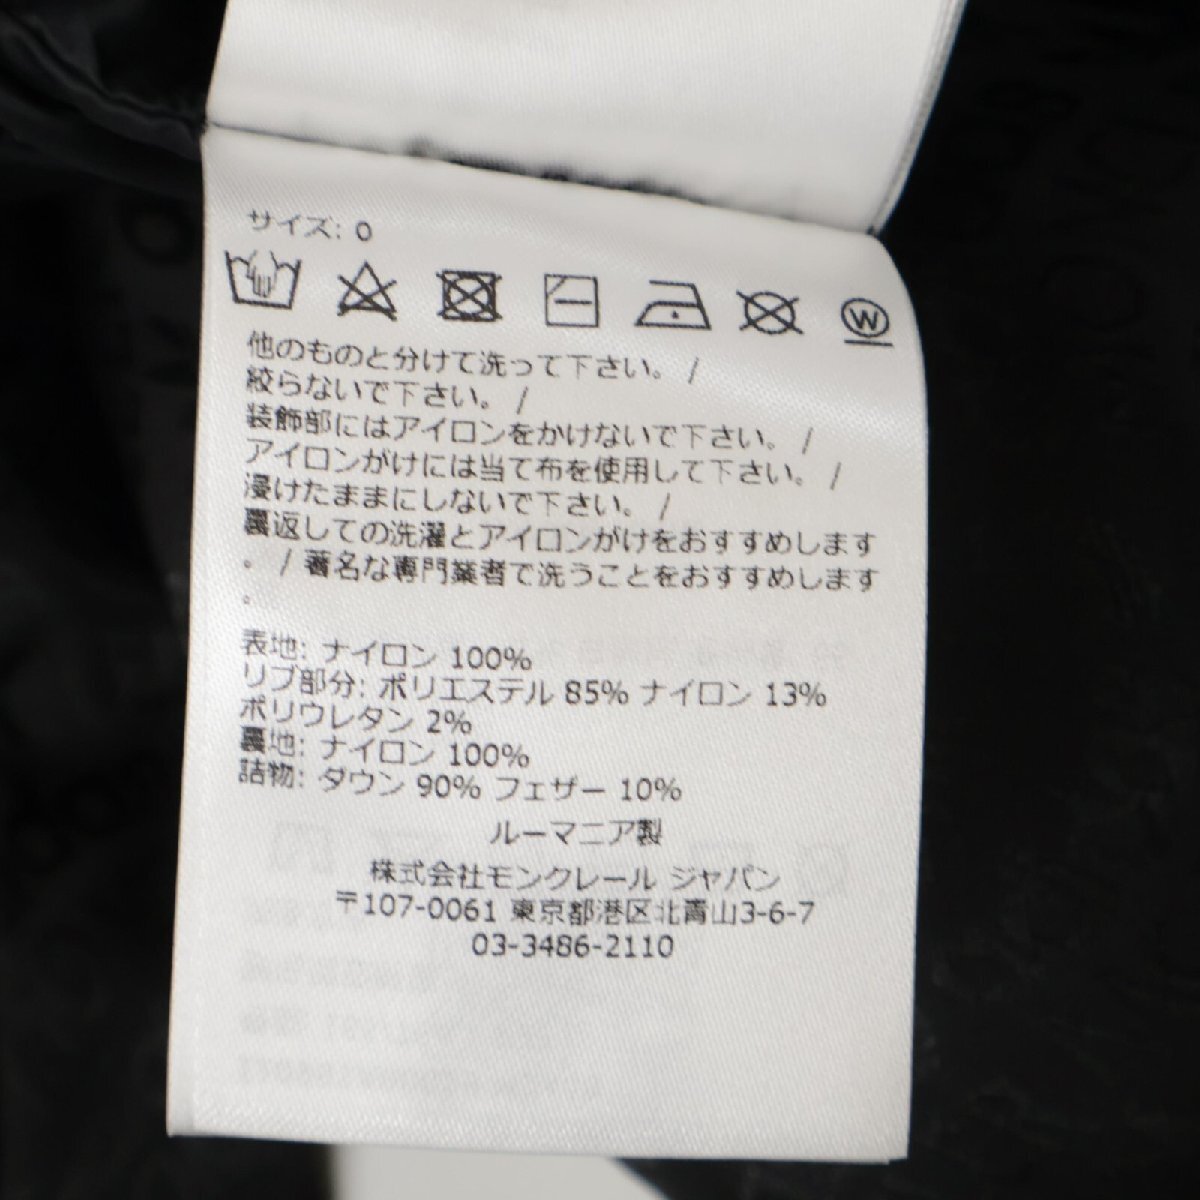 サイズ: 0
W
他のものと分けて洗って下さい。 /
絞らないで下さい。 /
装飾部にはアイロンをかけないで下さい。 /
アイロンがけには当て布を使用して下さい。 /
浸けたままにしないで下さい。 /
裏返しての洗濯とアイロンがけをおすすめします
。 / 著名な専門業者で洗うことをおすすめします
。
表地: ナイロン 100%
リブ部分: ポリエステル 85% ナイロン 13%
ポリウレタン 2%
裏地: ナイロン 100%
詰物: ダウン 90% フェザー 10%
ルーマニア製
株式会社モンクレール ジャパン
〒107-0061 東京都港区北青山3-6-7
03-3486-2110